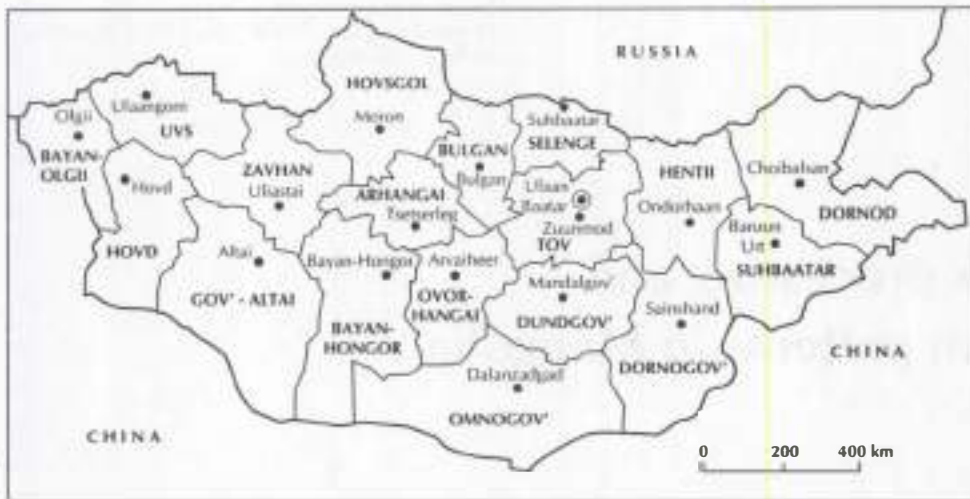 RUSSIA
HOVSGOL
Moron
Ulaangom
UVS
Olgii
BAYAN-
OLGII
Hovd
HOVD
ZAVHAN
Uliastai
ARHANGAI
Tsetserleg
BULGAN
Bulgan
Suhbaatar
SELENGE
Ulaan
Baatar
Zuunmod
TOV
HENTII
Ondorhaan
Choibalsan
DORNOD
Baruun
Urt
SUHBAATAR
Altai
GOV' - ALTAI
Bayan-Hongor
BAYAN-
HONGOR
Arvaiheer
OVOR-
HANGAI
Mandalgov'
DUNDGOV'
Sainshand
DORNOGOV'
Dalanzadgad
OMNOGOV'
CHINA
CHINA
0 200 400 km